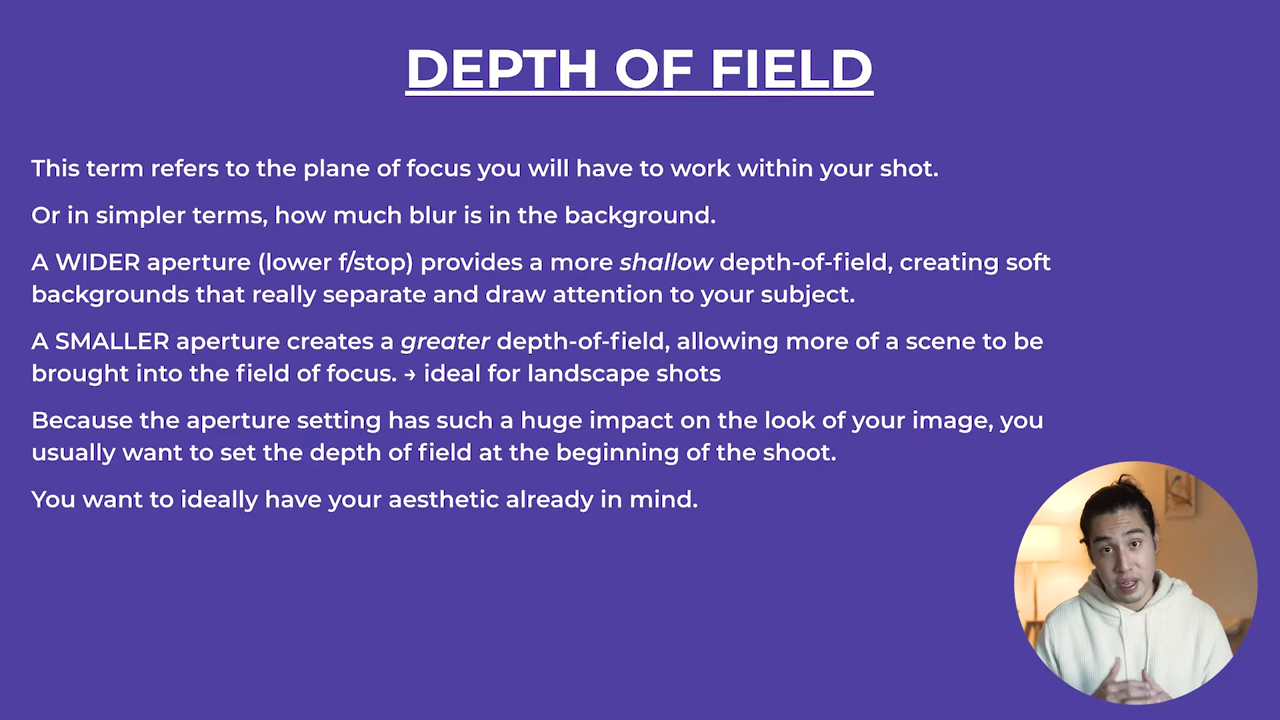 DEPTH OF FIELD
This term refers to the plane of focus you will have to work within your shot.
Or in simpler terms, how much blur is in the background.
A WIDER aperture (lower f/stop) provides a more shallow depth-of-field, creating soft
backgrounds that really separate and draw attention to your subject.
A SMALLER aperture creates a greater depth-of-field, allowing more of a scene to be
brought into the field of focus. → ideal for landscape shots
Because the aperture setting has such a huge impact on the look of your image, you
usually want to set the depth of field at the beginning of the shoot.
You want to ideally have your aesthetic already in mind.